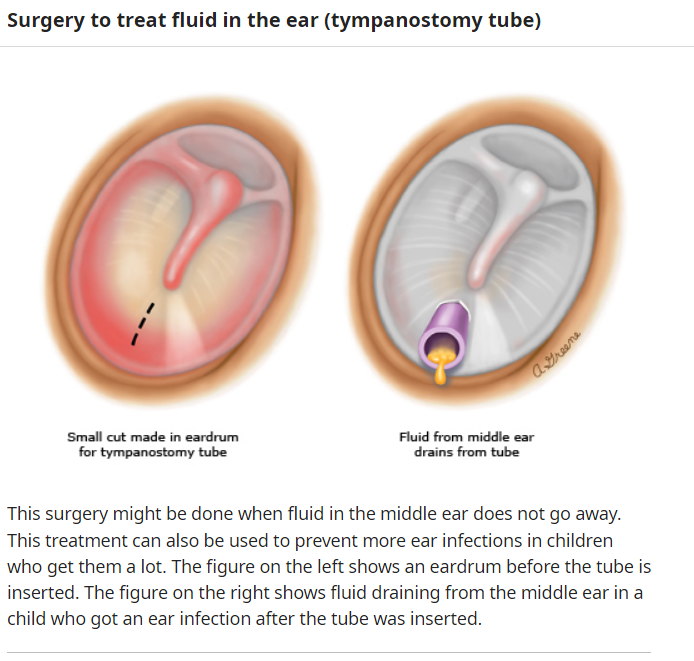 Surgery to treat fluid in the ear (tympanostomy tube)
Small cut made in eardrum
for tympanostomy tube
Fluid from middle ear
drains from tube
A. Greene
This surgery might be done when fluid in the middle ear does not go away.
This treatment can also be used to prevent more ear infections in children
who get them a lot. The figure on the left shows an eardrum before the tube is
inserted. The figure on the right shows fluid draining from the middle ear in a
child who got an ear infection after the tube was inserted.